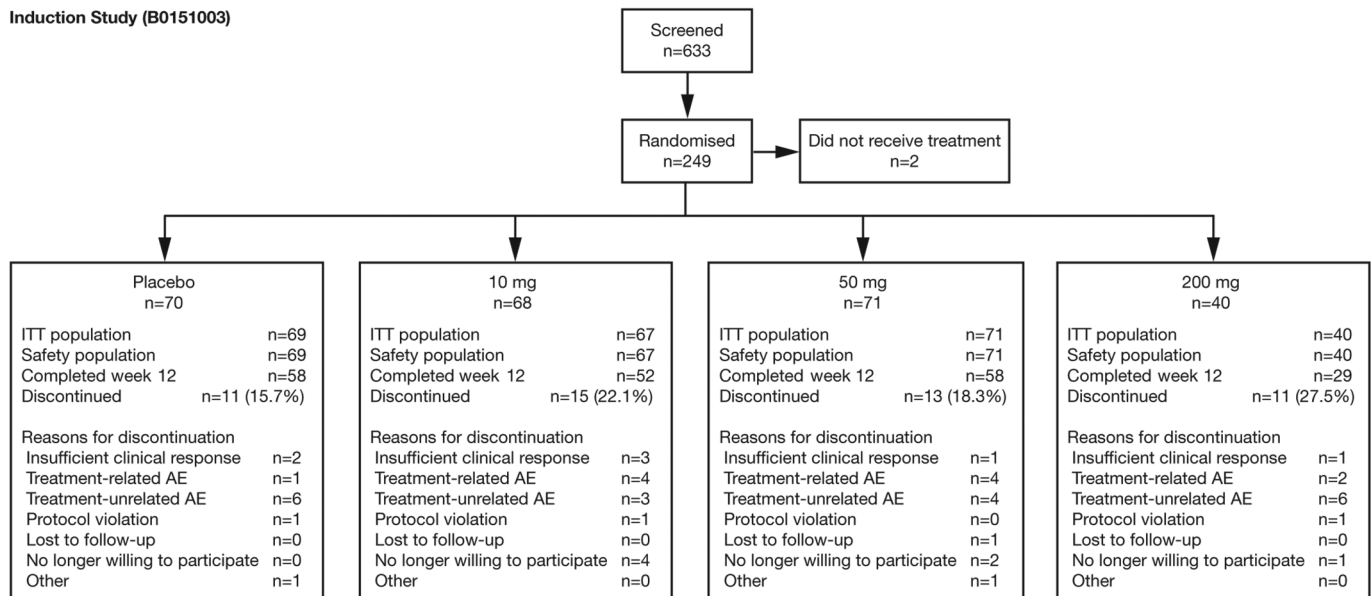 Induction Study (B0151003)
Screened
n=633
Randomised
n=249
Did not receive treatment
n=2
Placebo
n=70
ITT population n=69
Safety population n=69
Completed week 12 n=58
Discontinued n=11 (15.7%)
Reasons for discontinuation
Insufficient clinical response n=2
Treatment-related AE n=1
Treatment-unrelated AE n=6
Protocol violation n=1
Lost to follow-up n=0
No longer willing to participate n=0
Other n=1
10 mg
n=68
ITT population n=67
Safety population n=67
Completed week 12 n=52
Discontinued n=15 (22.1%)
Reasons for discontinuation
Insufficient clinical response n=3
Treatment-related AE n=4
Treatment-unrelated AE n=3
Protocol violation n=1
Lost to follow-up n=0
No longer willing to participate n=4
Other n=0
50 mg
n=71
ITT population n=71
Safety population n=71
Completed week 12 n=58
Discontinued n=13 (18.3%)
Reasons for discontinuation
Insufficient clinical response n=1
Treatment-related AE n=4
Treatment-unrelated AE n=4
Protocol violation n=0
Lost to follow-up n=1
No longer willing to participate n=2
Other n=1
200 mg
n=40
ITT population n=40
Safety population n=40
Completed week 12 n=29
Discontinued n=11 (27.5%)
Reasons for discontinuation
Insufficient clinical response n=1
Treatment-related AE n=2
Treatment-unrelated AE n=6
Protocol violation n=1
Lost to follow-up n=0
No longer willing to participate n=1
Other n=0